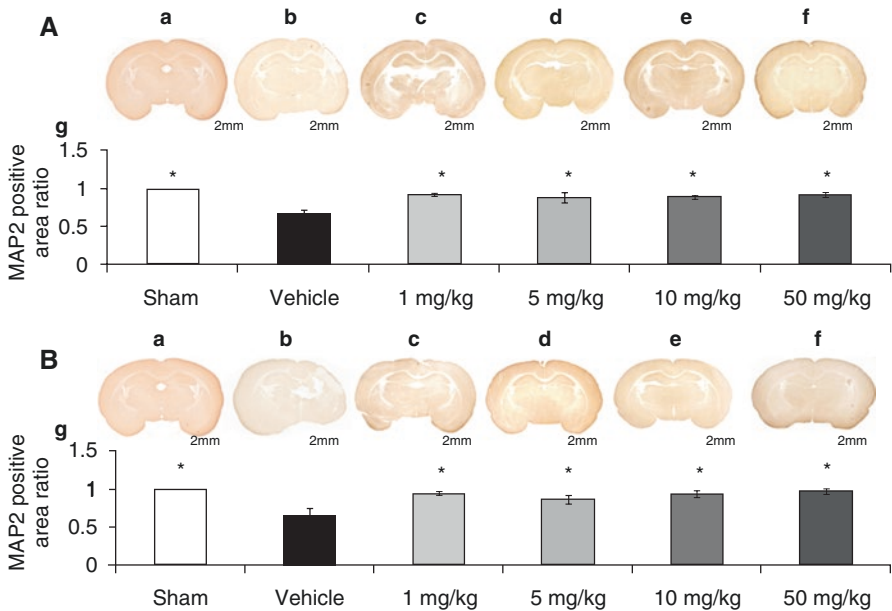 A
a b c d e f
2mm 2mm 2mm 2mm 2mm 2mm
g
MAP2 positive
area ratio
1.5
1
0.5
0
* * * * *
Sham Vehicle 1 mg/kg 5 mg/kg 10 mg/kg 50 mg/kg
B
a b c d e f
2mm 2mm 2mm 2mm 2mm 2mm
g
MAP2 positive
area ratio
1.5
1
0.5
0
* * * * *
Sham Vehicle 1 mg/kg 5 mg/kg 10 mg/kg 50 mg/kg